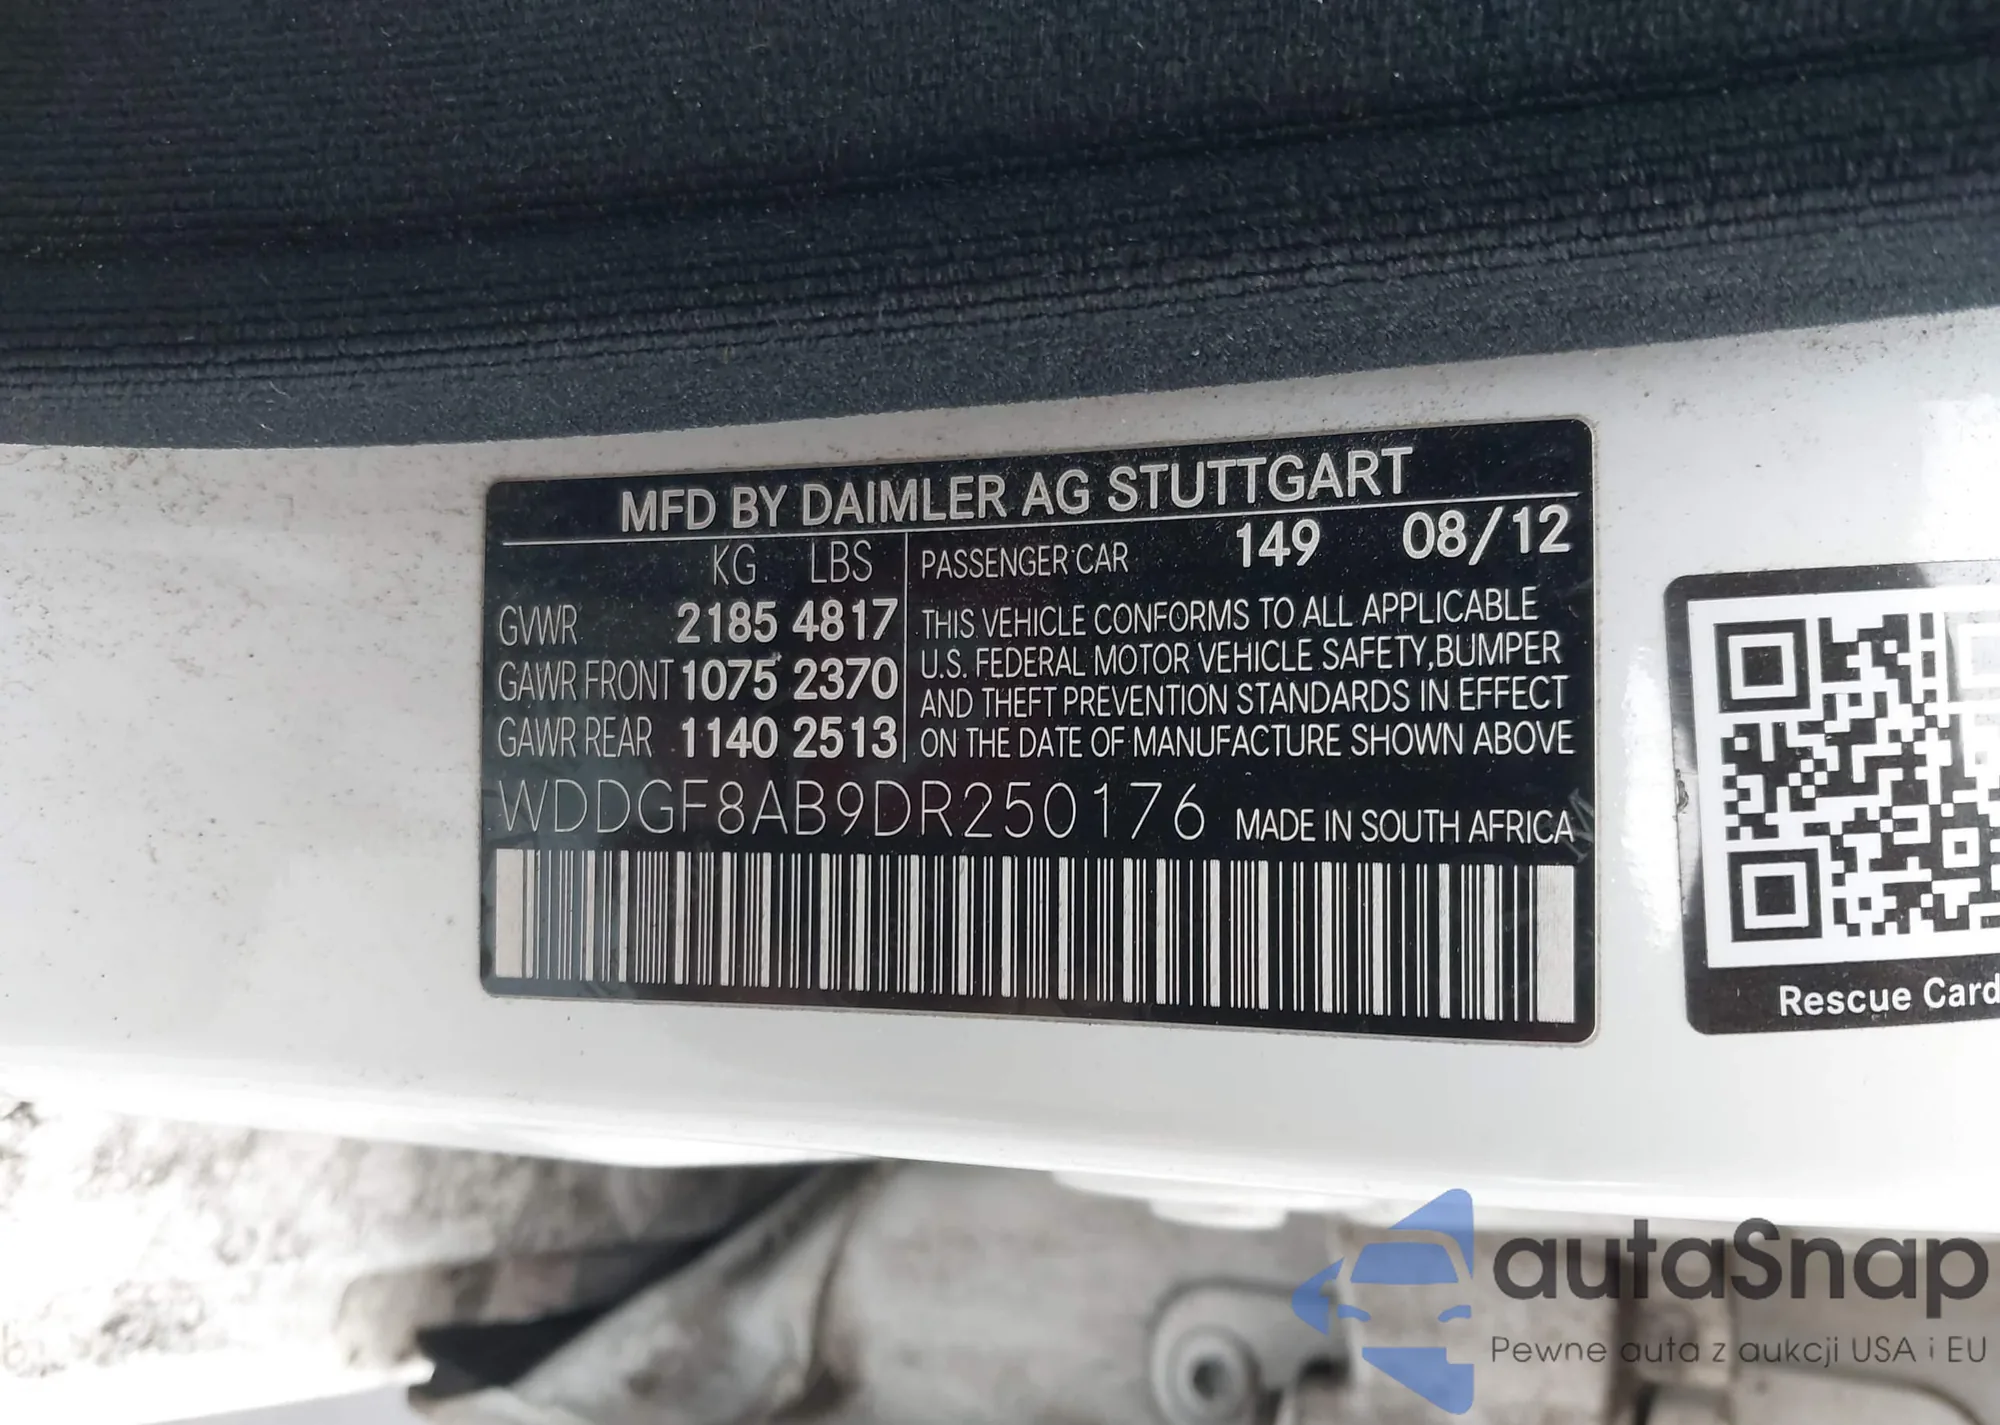 MFD BY DAIMLER AG STUTTGART
KG LBS
PASSENGER CAR 149 08/12
GVWR 2185 4817
GAWR FRONT 1075 2370
GAWR REAR 1140 2513
THIS VEHICLE CONFORMS TO ALL APPLICABLE
U.S. FEDERAL MOTOR VEHICLE SAFETY,BUMPER
AND THEFT PREVENTION STANDARDS IN EFFECT
ON THE DATE OF MANUFACTURE SHOWN ABOVE
WDDGF8AB9DR250176 MADE IN SOUTH AFRICA
Rescue Card
autaSnap
Pewne auta z aukcji USA i EU